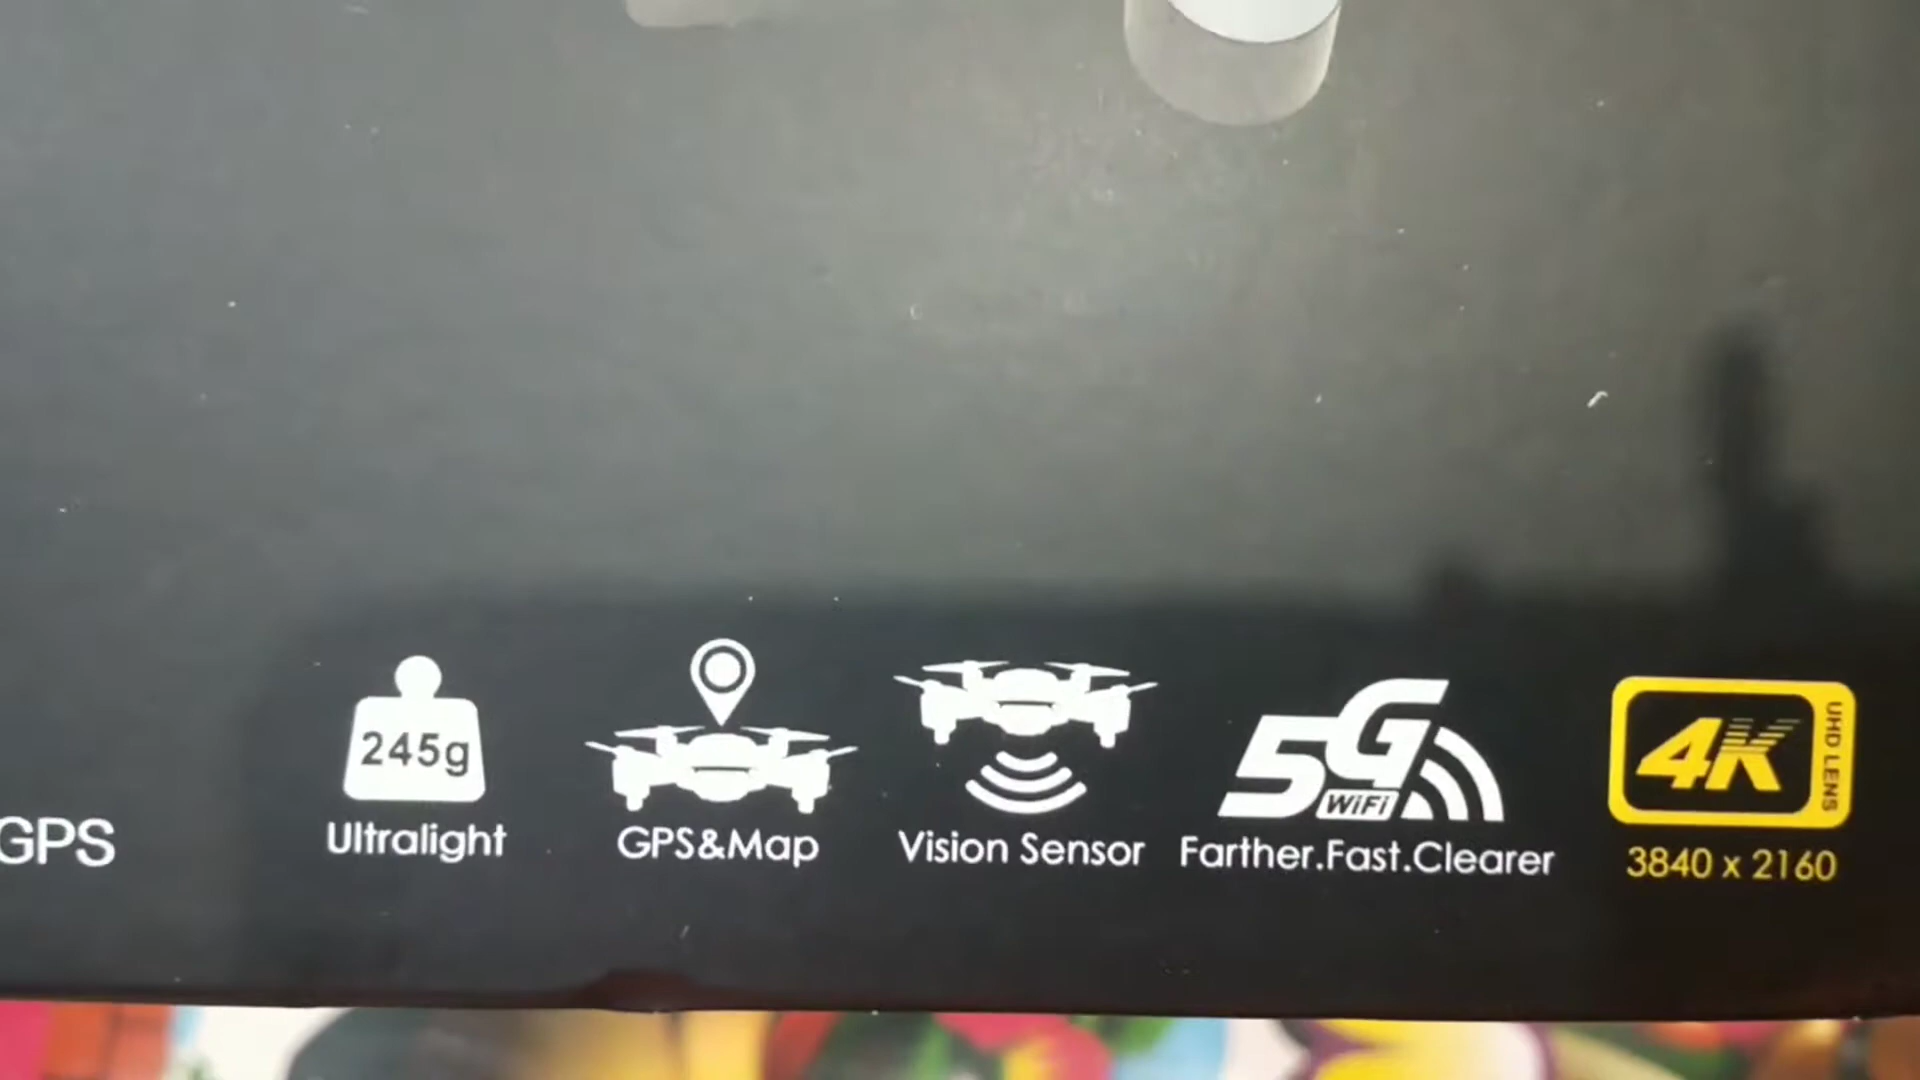 GPS
245g
Ultralight
GPS&Map
Vision Sensor
5G
WiFi
Farther.Fast.Clearer
4K
UHD LENS
3840 x 2160